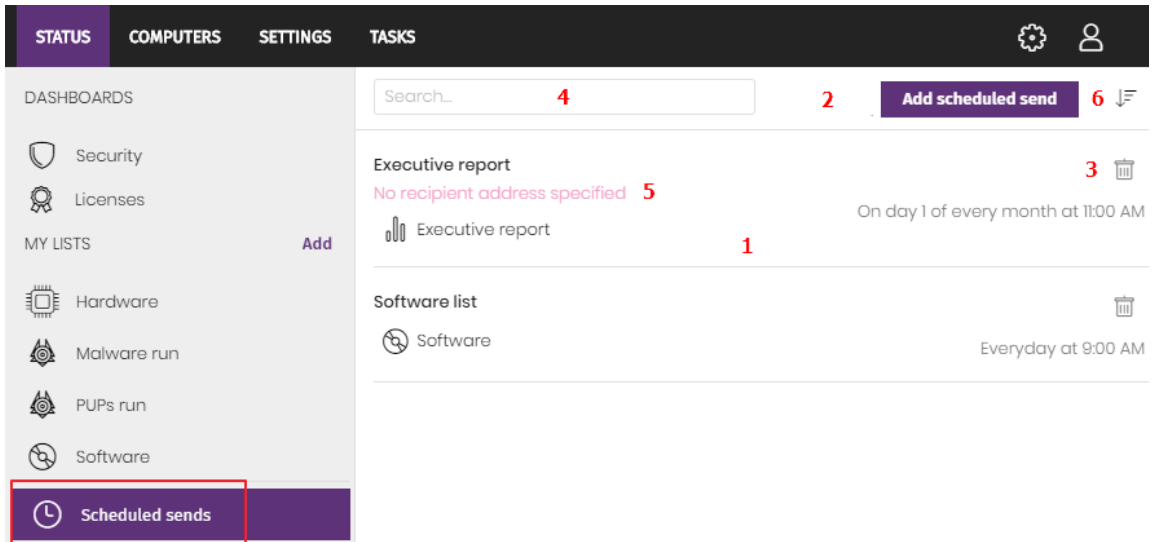 STATUS COMPUTERS SETTINGS TASKS
DASHBOARDS
Security
Licenses
MY LISTS Add
Hardware
Malware run
PUPs run
Software
Scheduled sends
Search... 4 2 Add scheduled send 6
Executive report 3
No recipient address specified 5
On day 1 of every month at 11:00 AM
Executive report
1
Software list
Software
Everyday at 9:00 AM